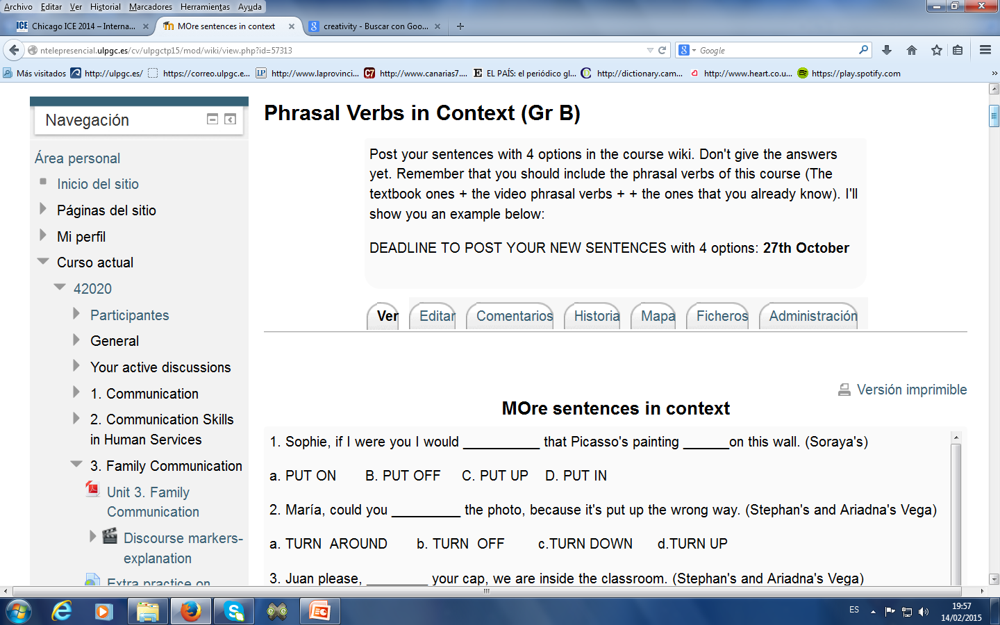 Archivo Editar Ver Historial Marcadores Herramientas Ayuda
ICE Chicago ICE 2014 – Interna... × MOre sentences in context × creativity - Buscar con Goo... × +
ntelepresencial.ulpgc.es/cv/ulpgctp15/mod/wiki/view.php?id=57313 Google
Más visitados http://ulpgc.es/ https://correo.ulpgc.e... LP http://www.laprovinci... C7 http://www.canarias7.... E EL PAÍS: el periódico gl... http://dictionary.cam... http://www.heart.co.u... https://play.spotify.com »
Navegación
Área personal
Inicio del sitio
Páginas del sitio
Mi perfil
Curso actual
42020
Participantes
General
Your active discussions
1. Communication
2. Communication Skills
in Human Services
3. Family Communication
Unit 3. Family
Communication
Discourse markers-
explanation
Extra practice on
Phrasal Verbs in Context (Gr B)
Post your sentences with 4 options in the course wiki. Don't give the answers
yet. Remember that you should include the phrasal verbs of this course (The
textbook ones + the video phrasal verbs + + the ones that you already know). I'll
show you an example below:
DEADLINE TO POST YOUR NEW SENTENCES with 4 options: 27th October
Ver Editar Comentarios Historia Mapa Ficheros Administración
Versión imprimible
MOre sentences in context
1. Sophie, if I were you I would __________ that Picasso's painting ______on this wall. (Soraya's)
a. PUT ON B. PUT OFF C. PUT UP D. PUT IN
2. María, could you _________ the photo, because it's put up the wrong way. (Stephan's and Ariadna's Vega)
a. TURN AROUND b. TURN OFF c.TURN DOWN d.TURN UP
3. Juan please, ________ your cap, we are inside the classroom. (Stephan's and Ariadna's Vega)
ES 19:57
14/02/2015